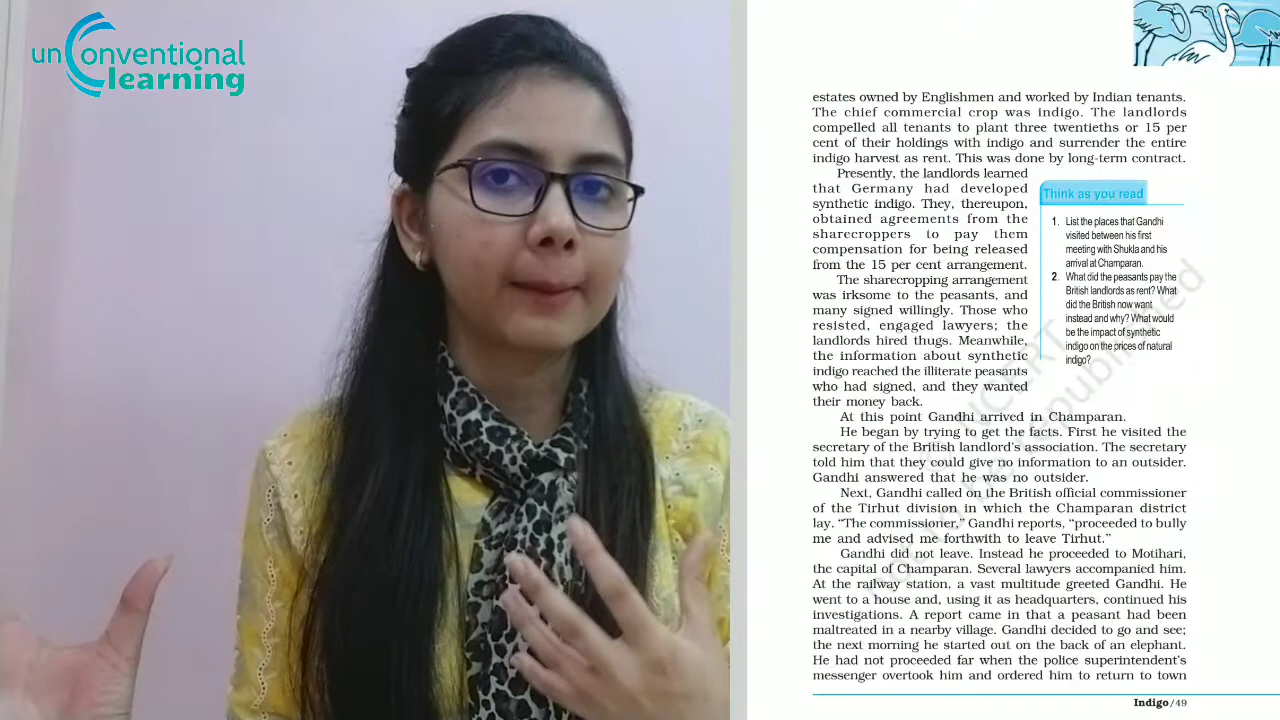 unConventional
learning
estates owned by Englishmen and worked by Indian tenants.
The chief commercial crop was indigo. The landlords
compelled all tenants to plant three twentieths or 15 per
cent of their holdings with indigo and surrender the entire
indigo harvest as rent. This was done by long-term contract.
Presently, the landlords learned
that Germany had developed
synthetic indigo. They, thereupon,
obtained agreements from the
sharecroppers to pay them
compensation for being released
from the 15 per cent arrangement.
The sharecropping arrangement
was irksome to the peasants, and
many signed willingly. Those who
resisted, engaged lawyers; the
landlords hired thugs. Meanwhile,
the information about synthetic
indigo reached the illiterate peasants
who had signed, and they wanted
their money back.
Think as you read
1. List the places that Gandhi
visited between his first
meeting with Shukla and his
arrival at Champaran.
2. What did the peasants pay the
British landlords as rent? What
did the British now want
instead and why? What would
be the impact of synthetic
indigo on the prices of natural
indigo?
At this point Gandhi arrived in Champaran.
He began by trying to get the facts. First he visited the
secretary of the British landlord's association. The secretary
told him that they could give no information to an outsider.
Gandhi answered that he was no outsider.
Next, Gandhi called on the British official commissioner
of the Tirhut division in which the Champaran district
lay. “The commissioner,” Gandhi reports, “proceeded to bully
me and advised me forthwith to leave Tirhut.”
Gandhi did not leave. Instead he proceeded to Motihari,
the capital of Champaran. Several lawyers accompanied him.
At the railway station, a vast multitude greeted Gandhi. He
went to a house and, using it as headquarters, continued his
investigations. A report came in that a peasant had been
maltreated in a nearby village. Gandhi decided to go and see;
the next morning he started out on the back of an elephant.
He had not proceeded far when the police superintendent's
messenger overtook him and ordered him to return to town
Indigo/49